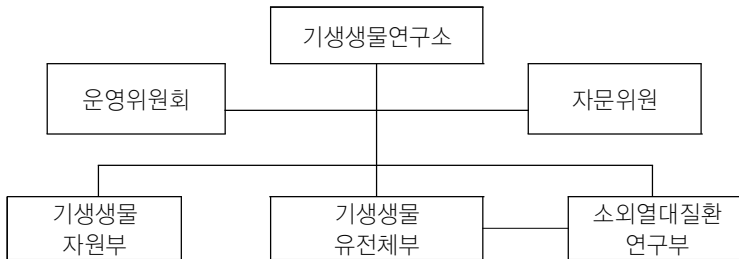 기생생물연구소
운영위원회
자문위원
기생생물
자원부
기생생물
유전체부
소외열대질환
연구부